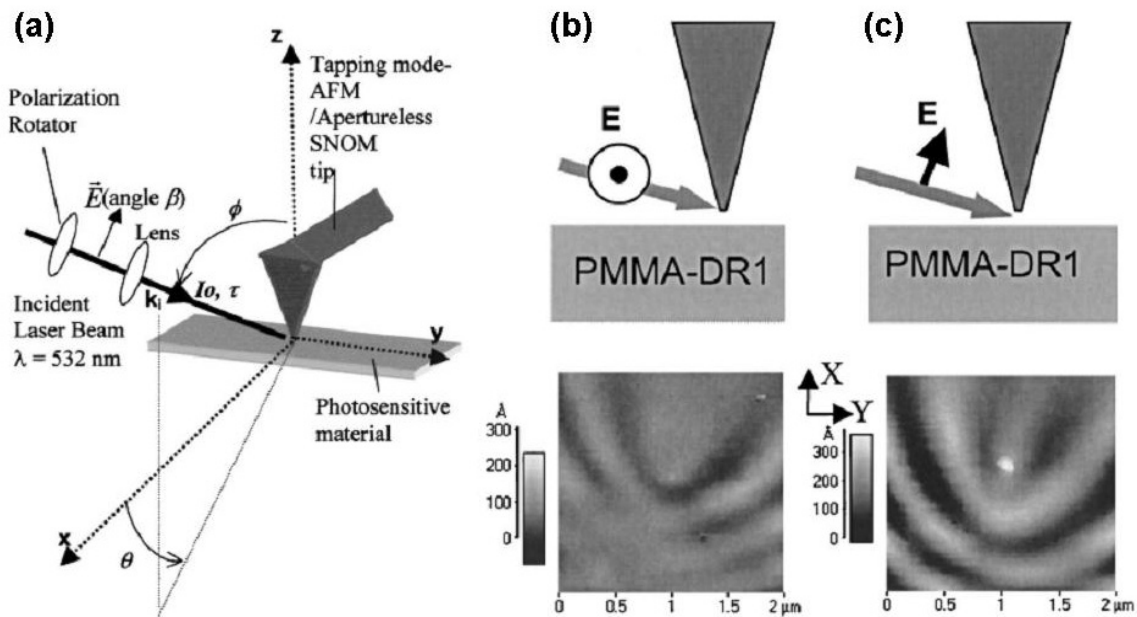 (a)
z
Tapping mode-
AFM
/Apertureless
SNOM
tip
Polarization
Rotator
E⃗(angle β)
ϕ
Lens
k_i
Io, τ
Incident
Laser Beam
λ = 532 nm
y
Photosensitive
material
x
θ
(b)
E
PMMA-DR1
Å
300
200
100
0
0
0.5
1
1.5
2 µm
(c)
E
PMMA-DR1
X
Y
Å
300
200
100
0
0
0.5
1
1.5
2 µm